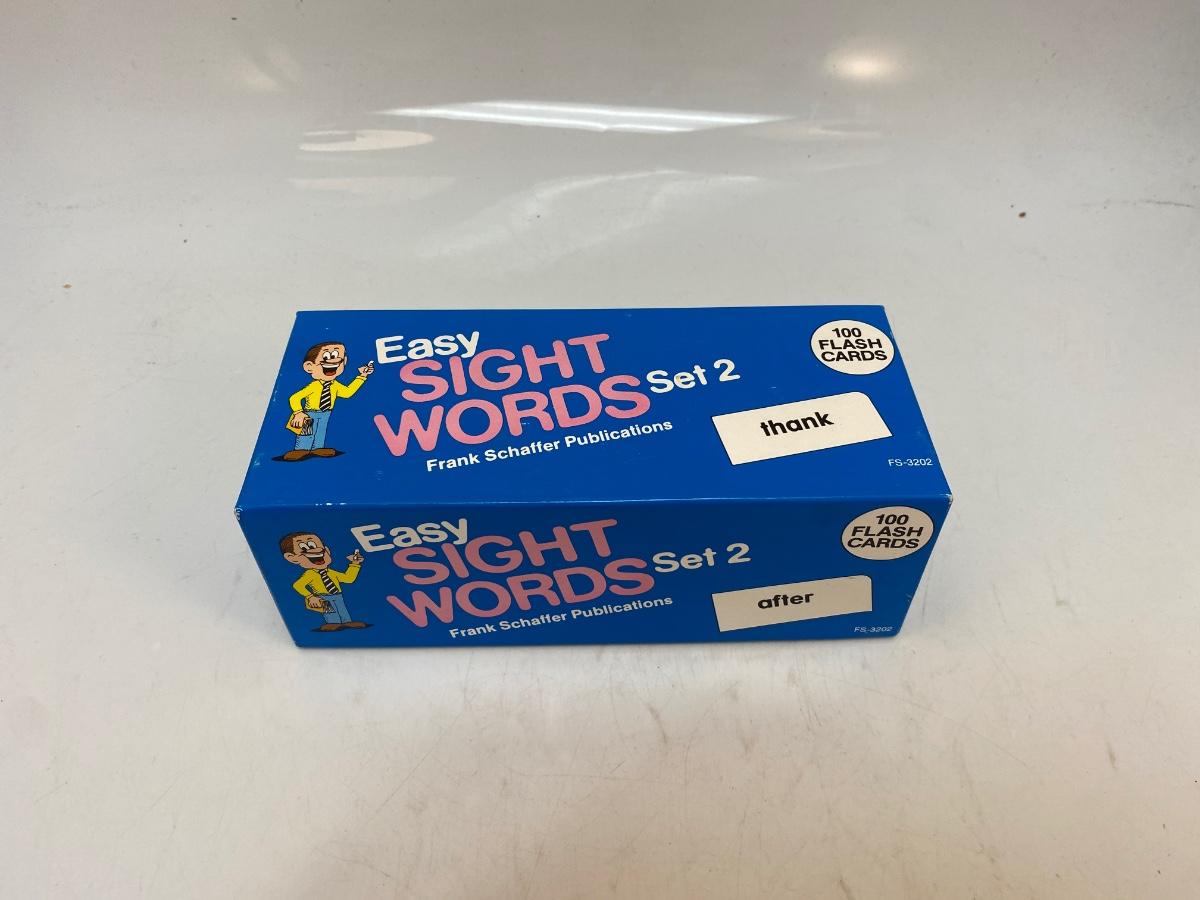 Easy
SIGHT
WORDS Set 2
Frank Schaffer Publications
100
FLASH
CARDS
thank
FS-3202
Easy
SIGHT
WORDS Set 2
Frank Schaffer Publications
100
FLASH
CARDS
after
FS-3202